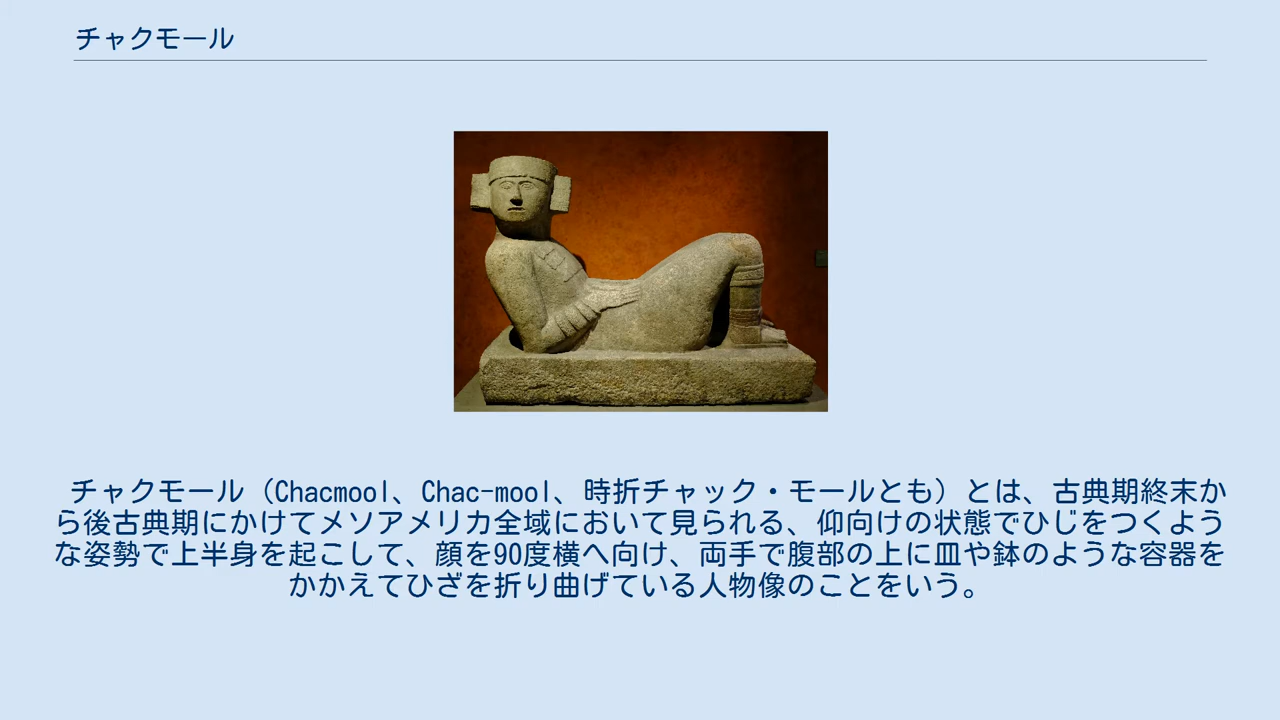 チャクモール
チャクモール（Chacmool、Chac-mool、時折チャック・モールとも）とは、古典期終末か
ら後古典期にかけてメソアメリカ全域において見られる、仰向けの状態でひじをつくよう
な姿勢で上半身を起こして、顔を90度横へ向け、両手で腹部の上に皿や鉢のような容器を
かかえてひざを折り曲げている人物像のことをいう。